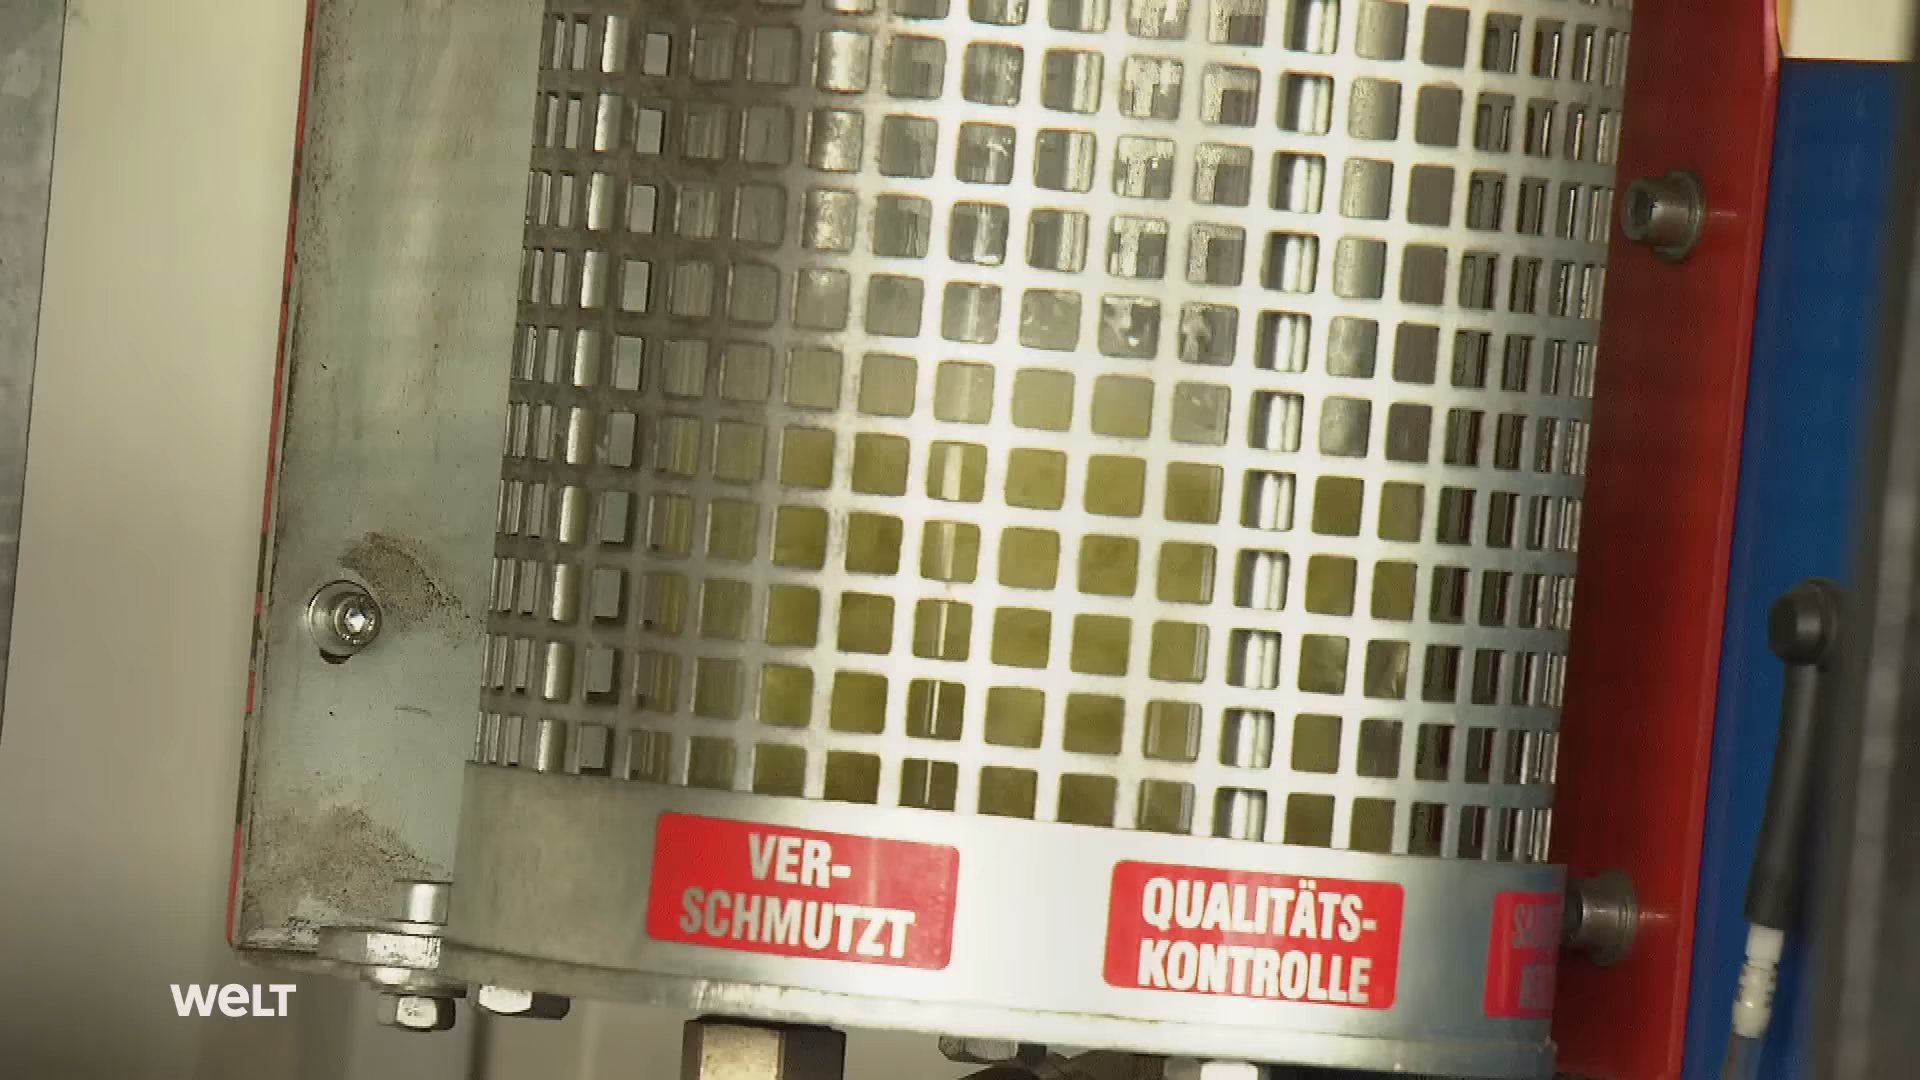 VER-
SCHMUTZT
QUALITÄTS-
KONTROLLE
WELT